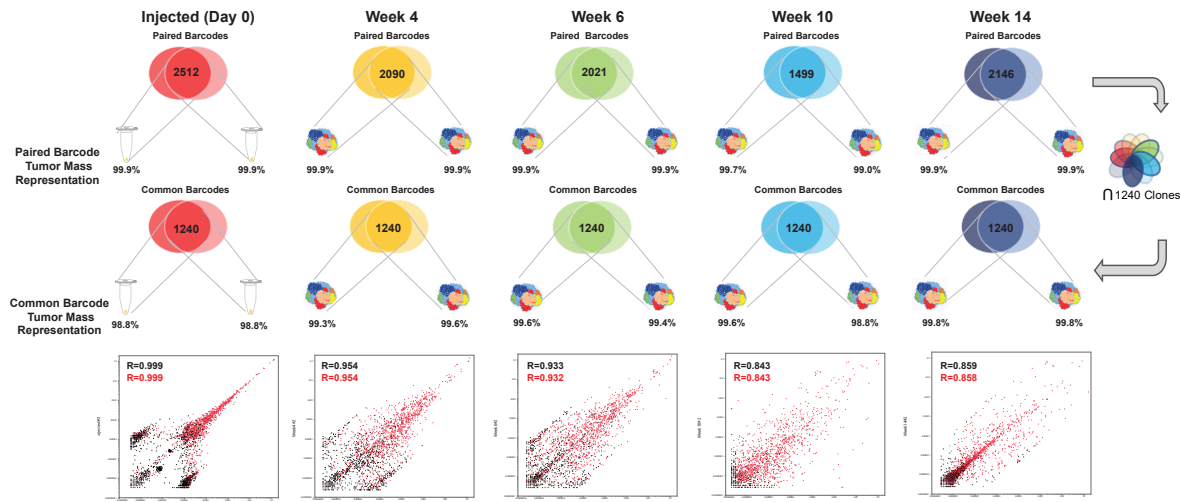 Injected (Day 0) Week 4 Week 6 Week 10 Week 14
Paired Barcodes Paired Barcodes Paired Barcodes Paired Barcodes Paired Barcodes
2512 2090 2021 1499 2146
Paired Barcode
Tumor Mass
Representation
99.9% 99.9% 99.9% 99.9% 99.9% 99.9% 99.7% 99.0% 99.9% 99.9%
∩ 1240 Clones
Common Barcodes Common Barcodes Common Barcodes Common Barcodes Common Barcodes
1240 1240 1240 1240 1240
Common Barcode
Tumor Mass
Representation
98.8% 98.8% 99.3% 99.6% 99.6% 99.4% 99.6% 98.8% 99.8% 99.8%
R=0.999 R=0.954 R=0.933 R=0.843 R=0.859
R=0.999 R=0.954 R=0.932 R=0.843 R=0.858